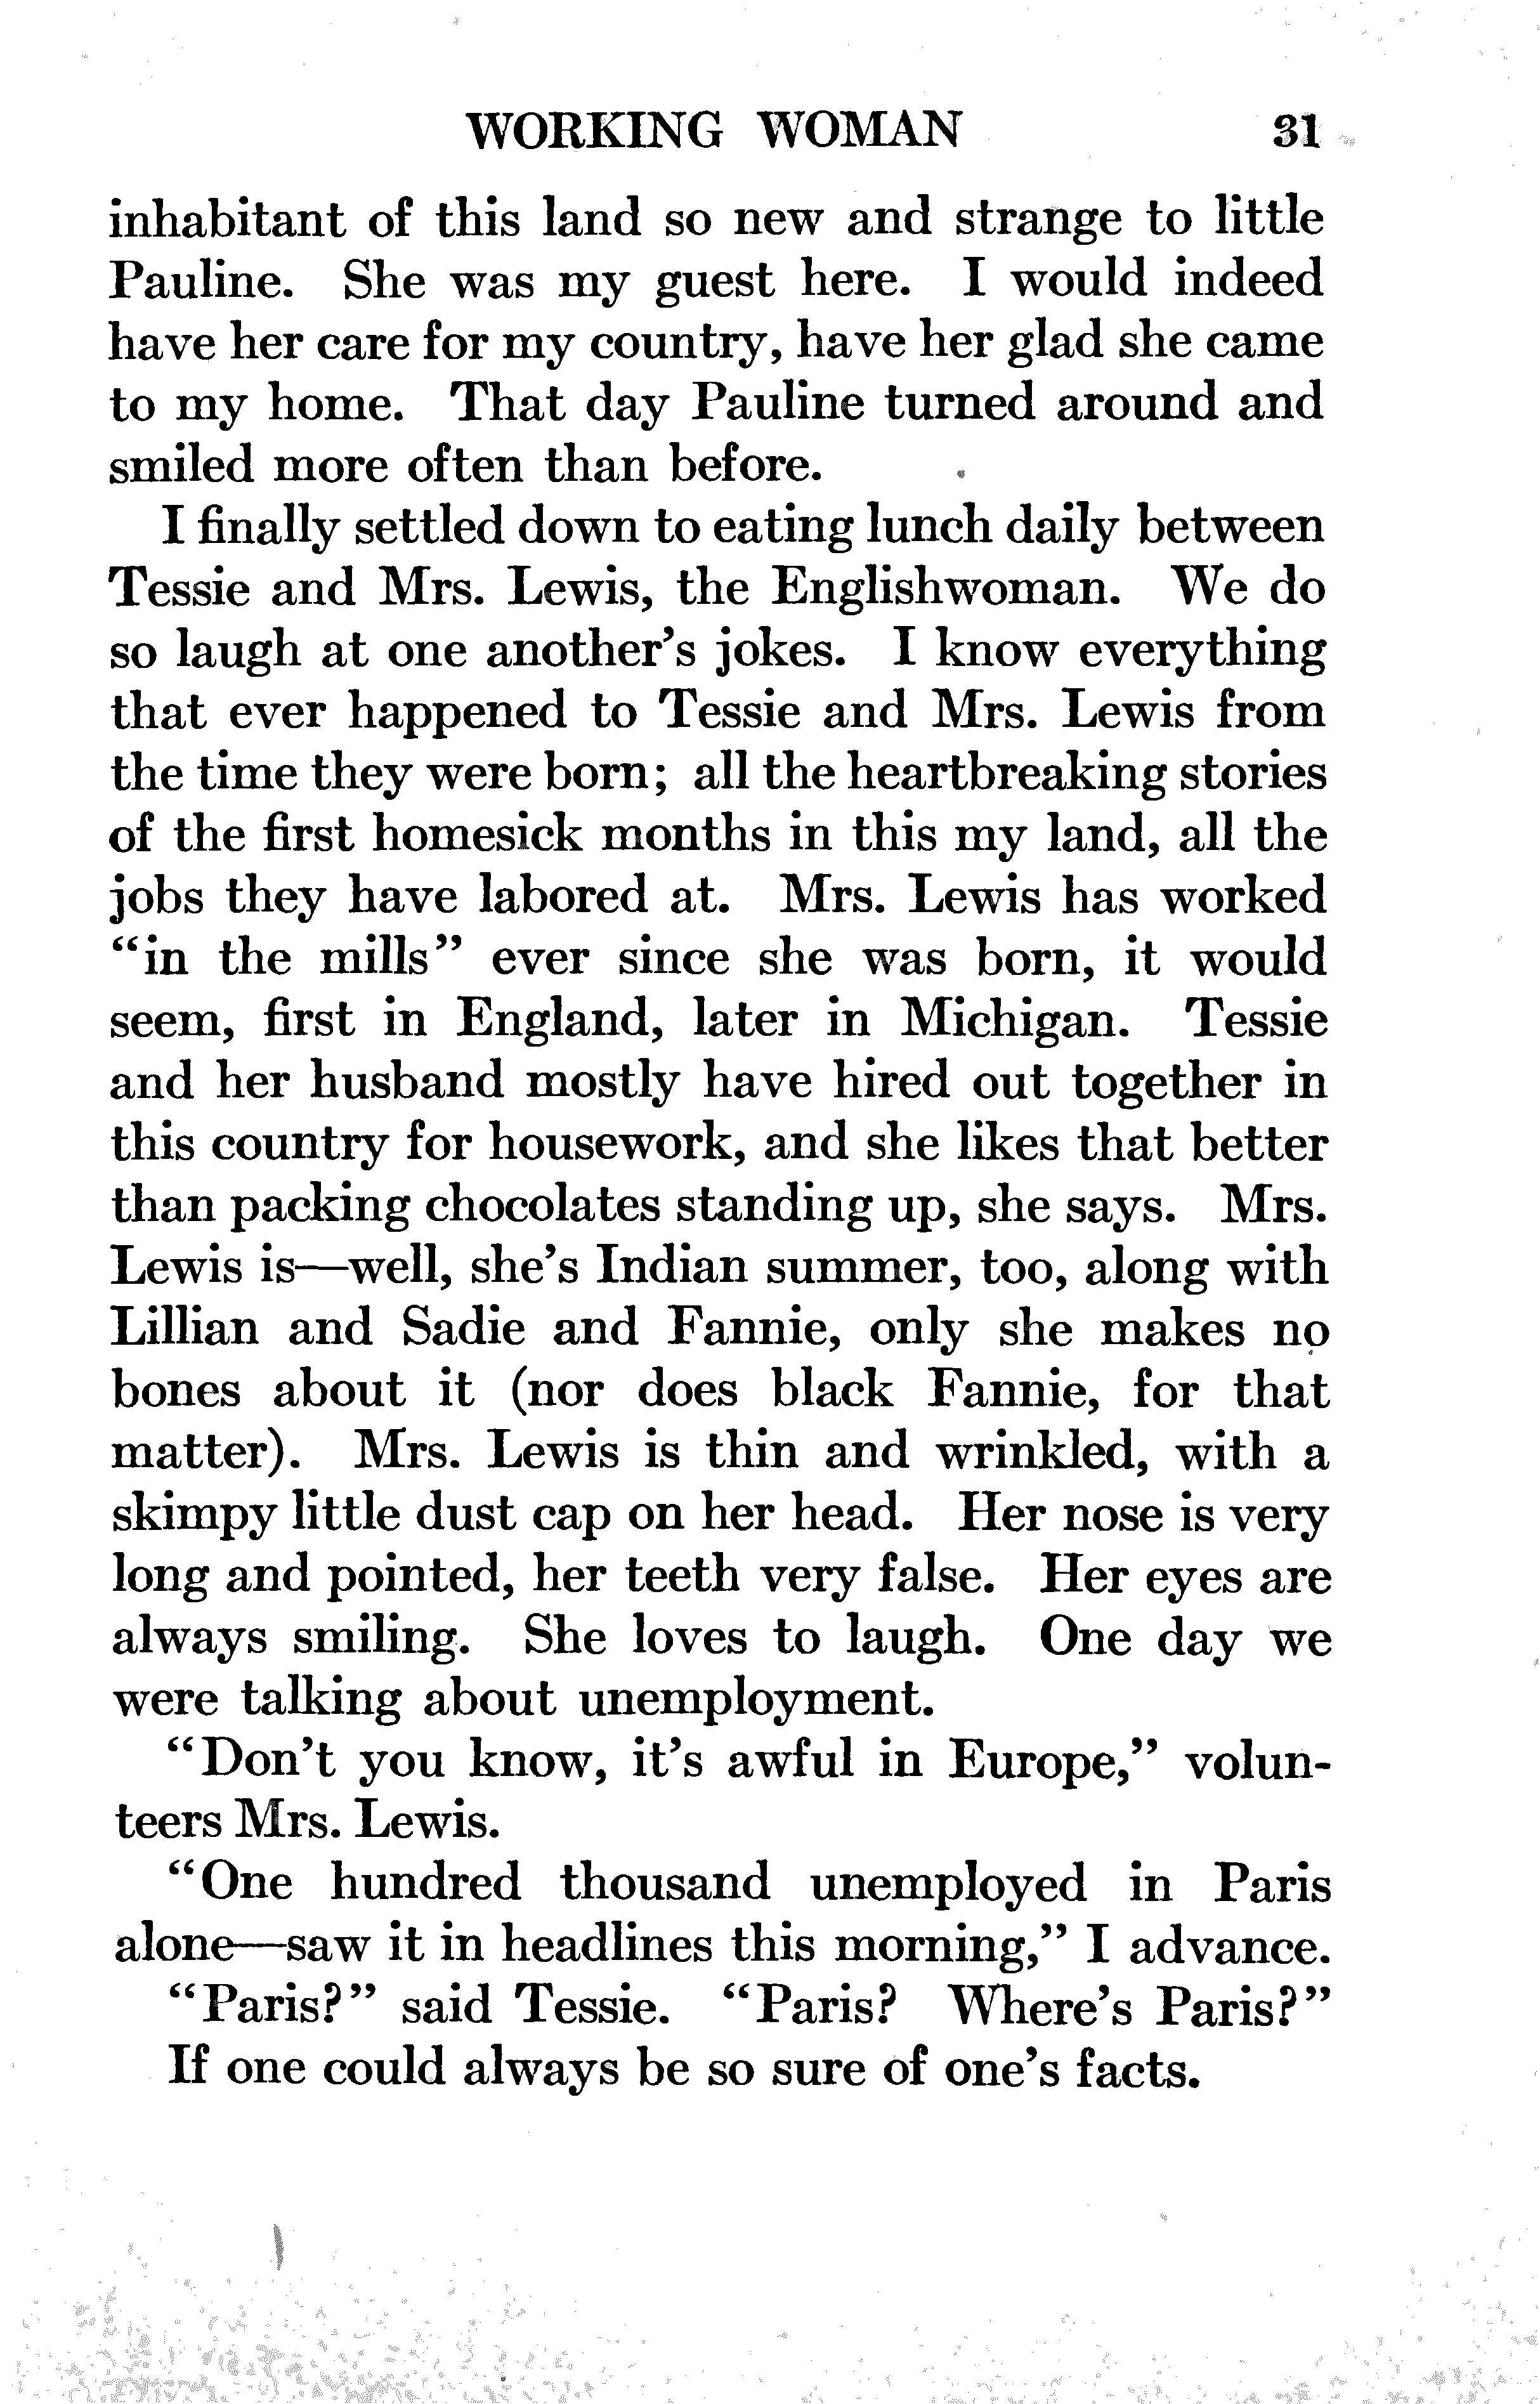 WORKING WOMAN 31
inhabitant of this land so new and strange to little
Pauline. She was my guest here. I would indeed
have her care for my country, have her glad she came
to my home. That day Pauline turned around and
smiled more often than before.
I finally settled down to eating lunch daily between
Tessie and Mrs. Lewis, the Englishwoman. We do
so laugh at one another's jokes. I know everything
that ever happened to Tessie and Mrs. Lewis from
the time they were born; all the heartbreaking stories
of the first homesick months in this my land, all the
jobs they have labored at. Mrs. Lewis has worked
“in the mills” ever since she was born, it would
seem, first in England, later in Michigan. Tessie
and her husband mostly have hired out together in
this country for housework, and she likes that better
than packing chocolates standing up, she says. Mrs.
Lewis is—well, she's Indian summer, too, along with
Lillian and Sadie and Fannie, only she makes no
bones about it (nor does black Fannie, for that
matter). Mrs. Lewis is thin and wrinkled, with a
skimpy little dust cap on her head. Her nose is very
long and pointed, her teeth very false. Her eyes are
always smiling. She loves to laugh. One day we
were talking about unemployment.
“Don't you know, it's awful in Europe,” volun-
teers Mrs. Lewis.
“One hundred thousand unemployed in Paris
alone—saw it in headlines this morning,” I advance.
“Paris?” said Tessie. “Paris? Where's Paris?”
If one could always be so sure of one's facts.